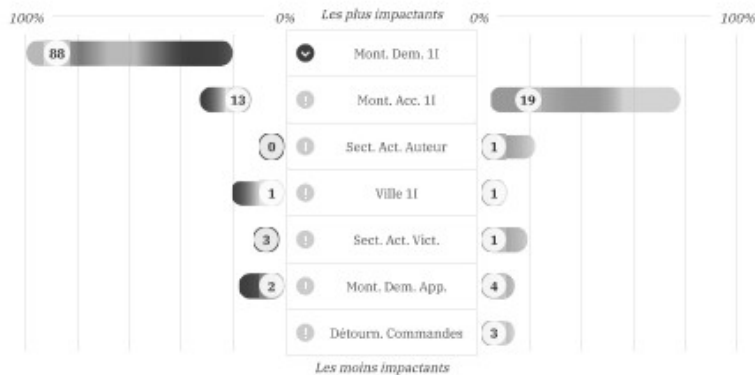 100% 0% Les plus impactants 0% 100%
88 Mont. Dem. 1I
13 Mont. Acc. 1I 19
0 Sect. Act. Auteur 1
1 Ville 1I 1
3 Sect. Act. Vict. 1
2 Mont. Dem. App. 4
Détourn. Commandes 3
Les moins impactants